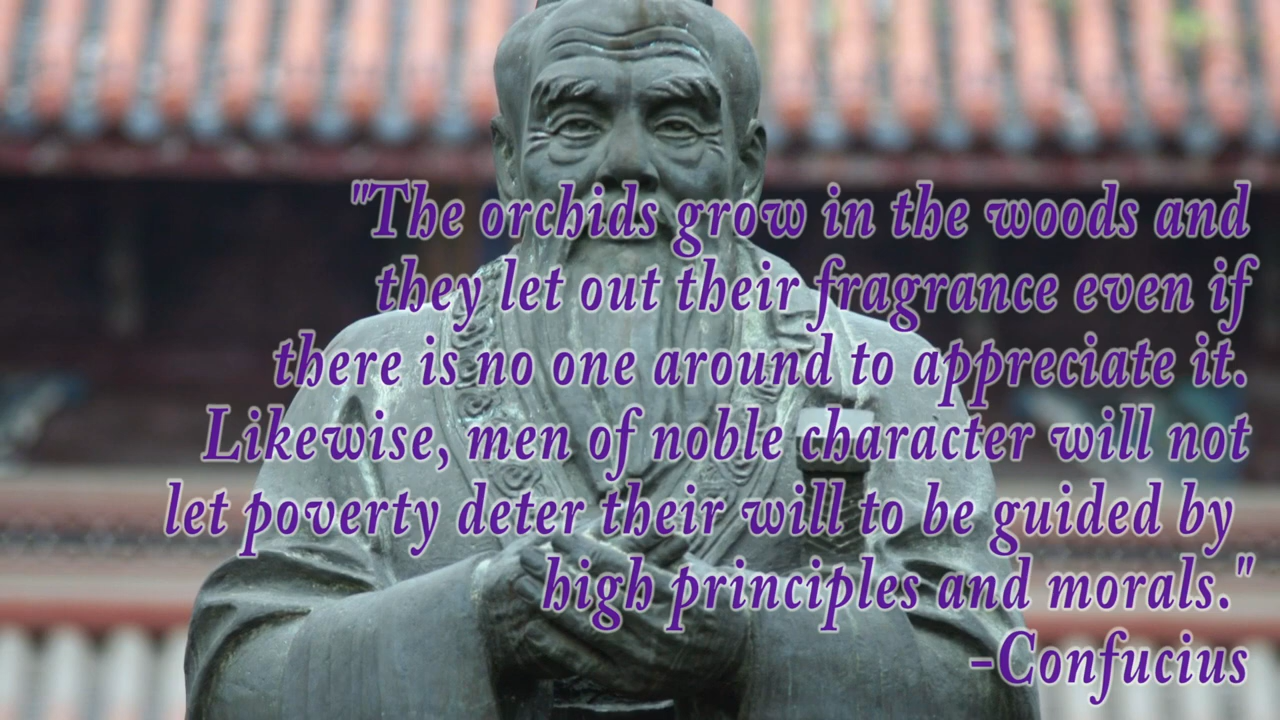 "The orchids grow in the woods and
they let out their fragrance even if
there is no one around to appreciate it.
Likewise, men of noble character will not
let poverty deter their will to be guided by
high principles and morals."
-Confucius